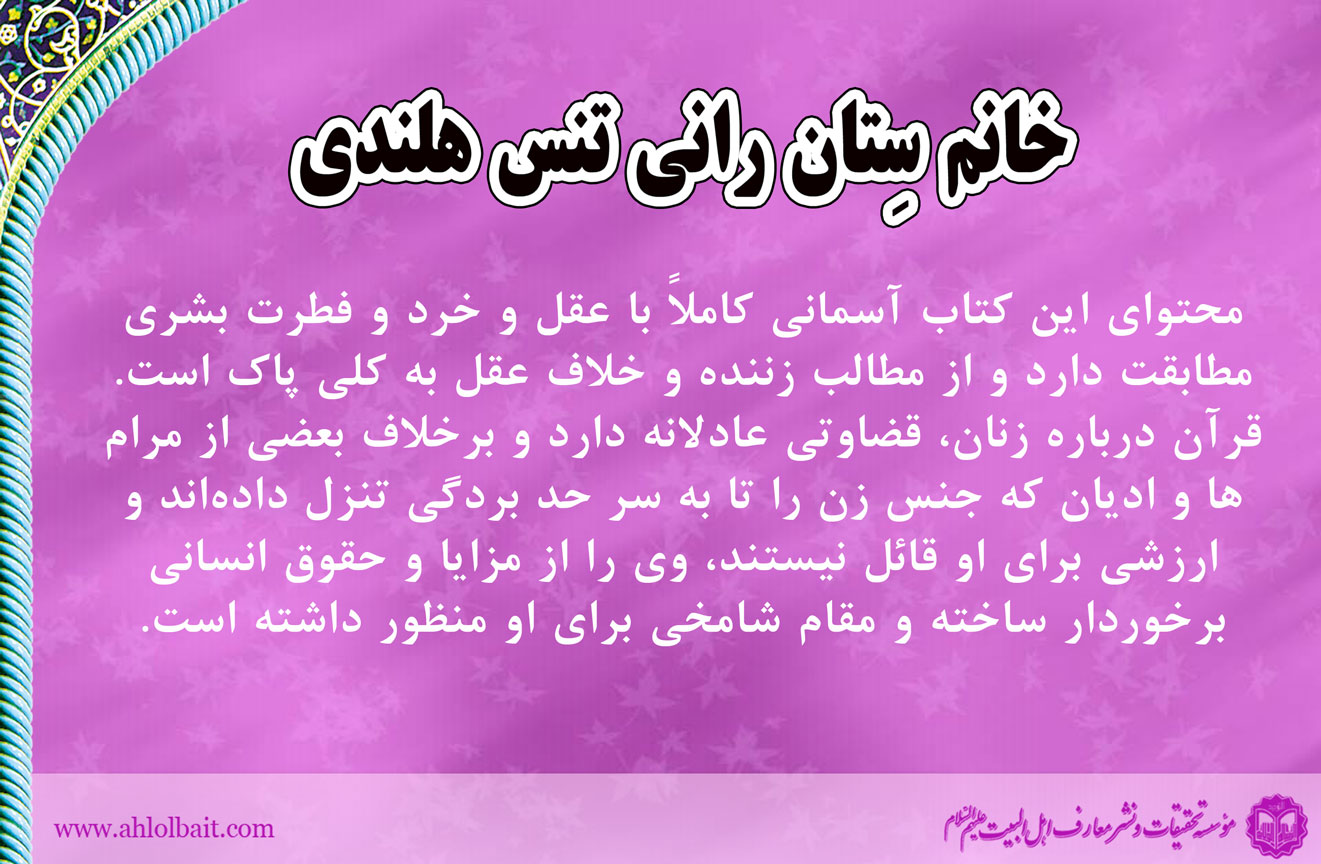 خانم سِتان رانی تنس هلندی
محتوای این کتاب آسمانی کاملاً با عقل و خرد و فطرت بشری
مطابقت دارد و از مطالب زننده و خلاف عقل به کلی پاک است.
قرآن درباره زنان، قضاوتی عادلانه دارد و برخلاف بعضی از مرام
ها و ادیان که جنس زن را تا به سر حد بردگی تنزل داده‌اند و
ارزشی برای او قائل نیستند، وی را از مزایا و حقوق انسانی
برخوردار ساخته و مقام شامخی برای او منظور داشته است.
مؤسسه تحقیقات و نشر معارف اهل البیت علیهم السلام
www.ahlolbait.com